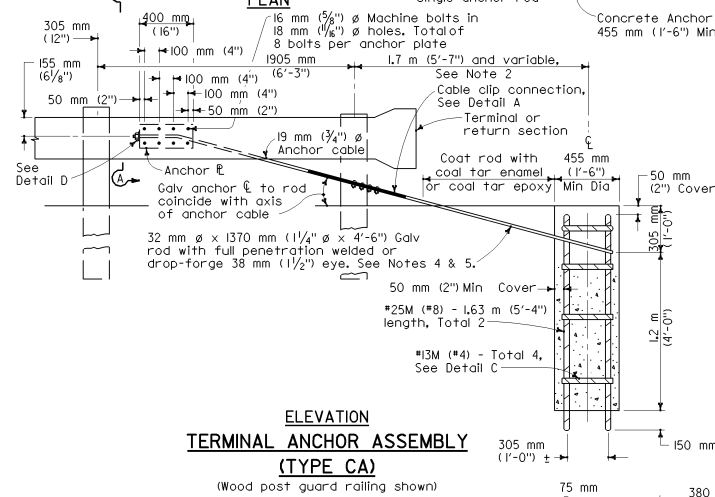 PLAN
400 mm
(16")
305 mm
(12")
16 mm (5/8") ø Machine bolts in
18 mm (11/16") ø holes. Total of
8 bolts per anchor plate
Concrete Anchor
455 mm (1'-6") Min
100 mm (4")
1905 mm
(6'-3")
1.7 m (5'-7") and variable,
See Note 2
155 mm
(6 1/8")
100 mm (4")
100 mm (4")
50 mm (2")
50 mm (2")
Cable clip connection,
See Detail A
Terminal or
return section
℄
19 mm (3/4") ø
Anchor cable
See
Detail D
A
Anchor ℙ
Galv anchor ℄ to rod
coincide with axis
of anchor cable
Coat rod with
coal tar enamel
or coal tar epoxy
455 mm
(1'-6")
Min Dia
50 mm
(2") Cover
305 mm
(1'-0")
32 mm ø x 1370 mm (1 1/4" ø x 4'-6") Galv
rod with full penetration welded or
drop-forge 38 mm (1 1/2") eye. See Notes 4 & 5.
50 mm (2") Min Cover
#25M (#8) - 1.63 m (5'-4")
length, Total 2
1.2 m
(4'-0")
#13M (#4) - Total 4,
See Detail C
ELEVATION
TERMINAL ANCHOR ASSEMBLY
(TYPE CA)
(Wood post guard railing shown)
305 mm
(1'-0") ±
150 mm
75 mm
380